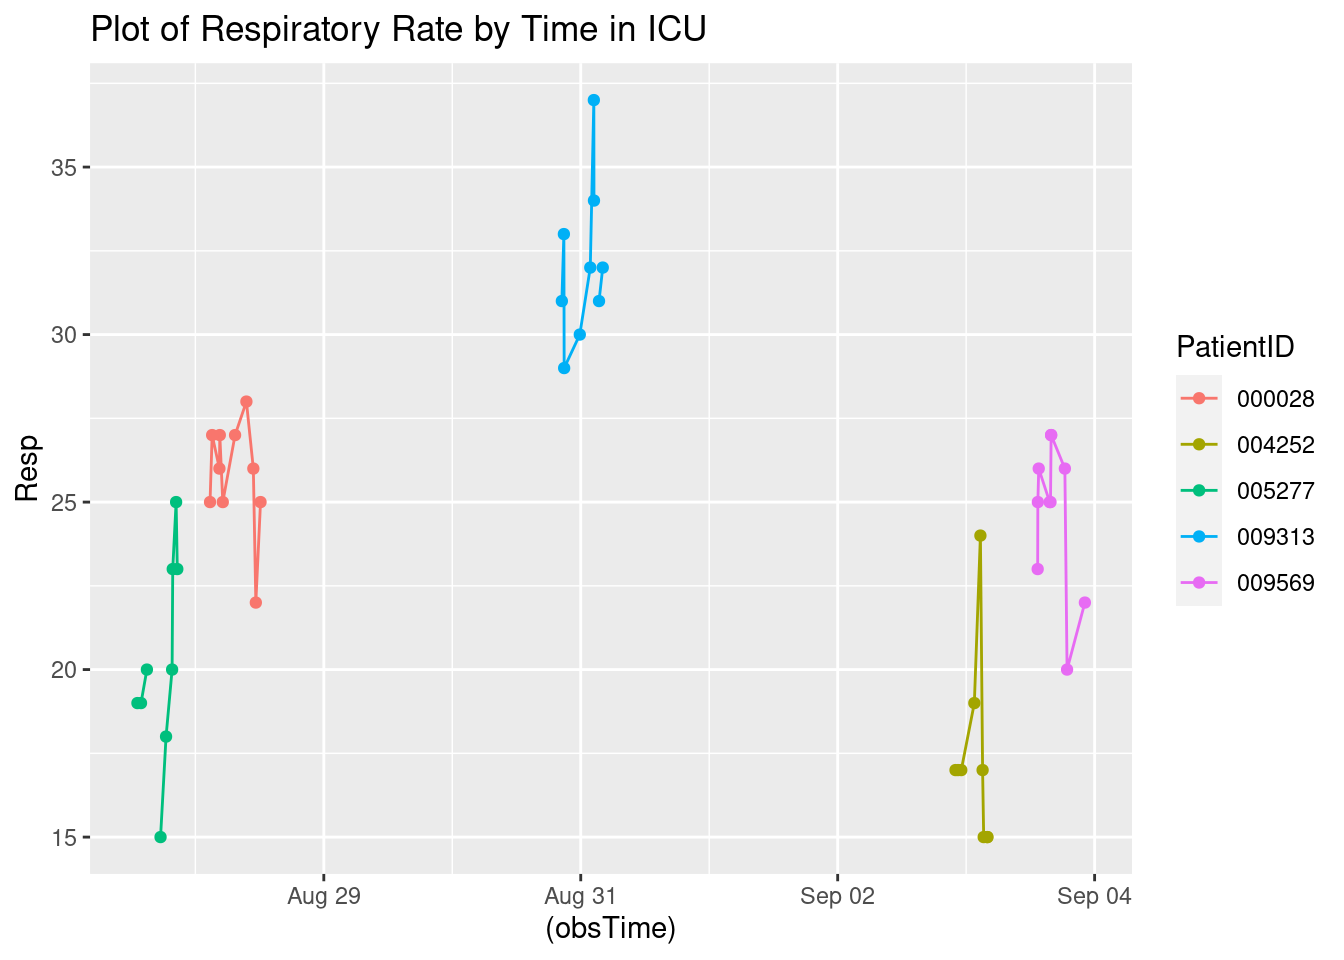 Plot of Respiratory Rate by Time in ICU
35
30
25
20
15
Resp
Aug 29
Aug 31
Sep 02
Sep 04
(obsTime)
PatientID
000028
004252
005277
009313
009569